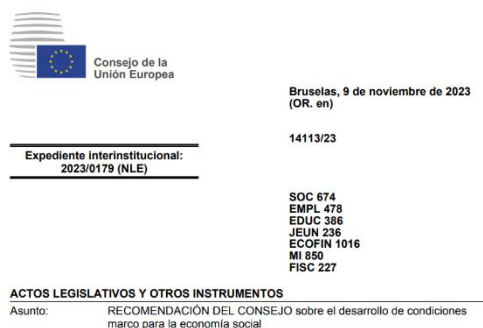 Consejo de la
Unión Europea
Bruselas, 9 de noviembre de 2023
(OR. en)
14113/23
Expediente interinstitucional:
2023/0179 (NLE)
SOC 674
EMPL 478
EDUC 386
JEUN 236
ECOFIN 1016
MI 850
FISC 227
ACTOS LEGISLATIVOS Y OTROS INSTRUMENTOS
Asunto: RECOMENDACIÓN DEL CONSEJO sobre el desarrollo de condiciones
marco para la economía social